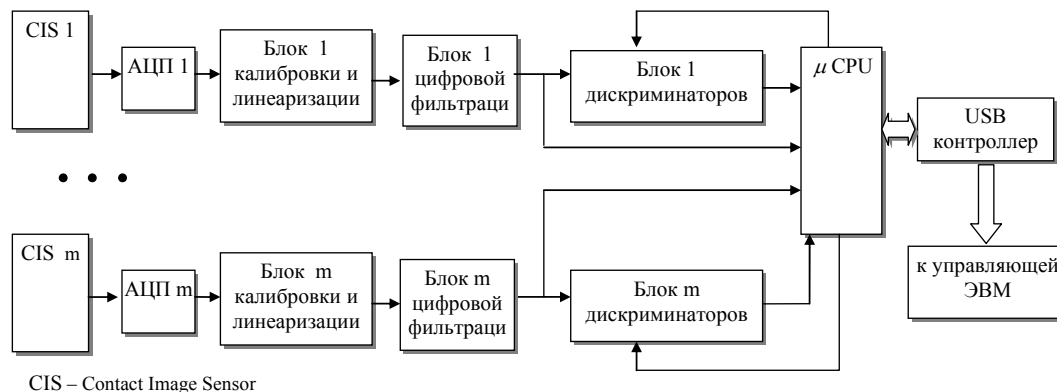 CIS 1
АЦП 1
Блок 1
калибровки и
линеаризации
Блок 1
цифровой
фильтраци
Блок 1
дискриминаторов
μ CPU
USB
контроллер
CIS m
АЦП m
Блок m
калибровки и
линеаризации
Блок m
цифровой
фильтраци
Блок m
дискриминаторов
к управляющей
ЭВМ
CIS – Contact Image Sensor